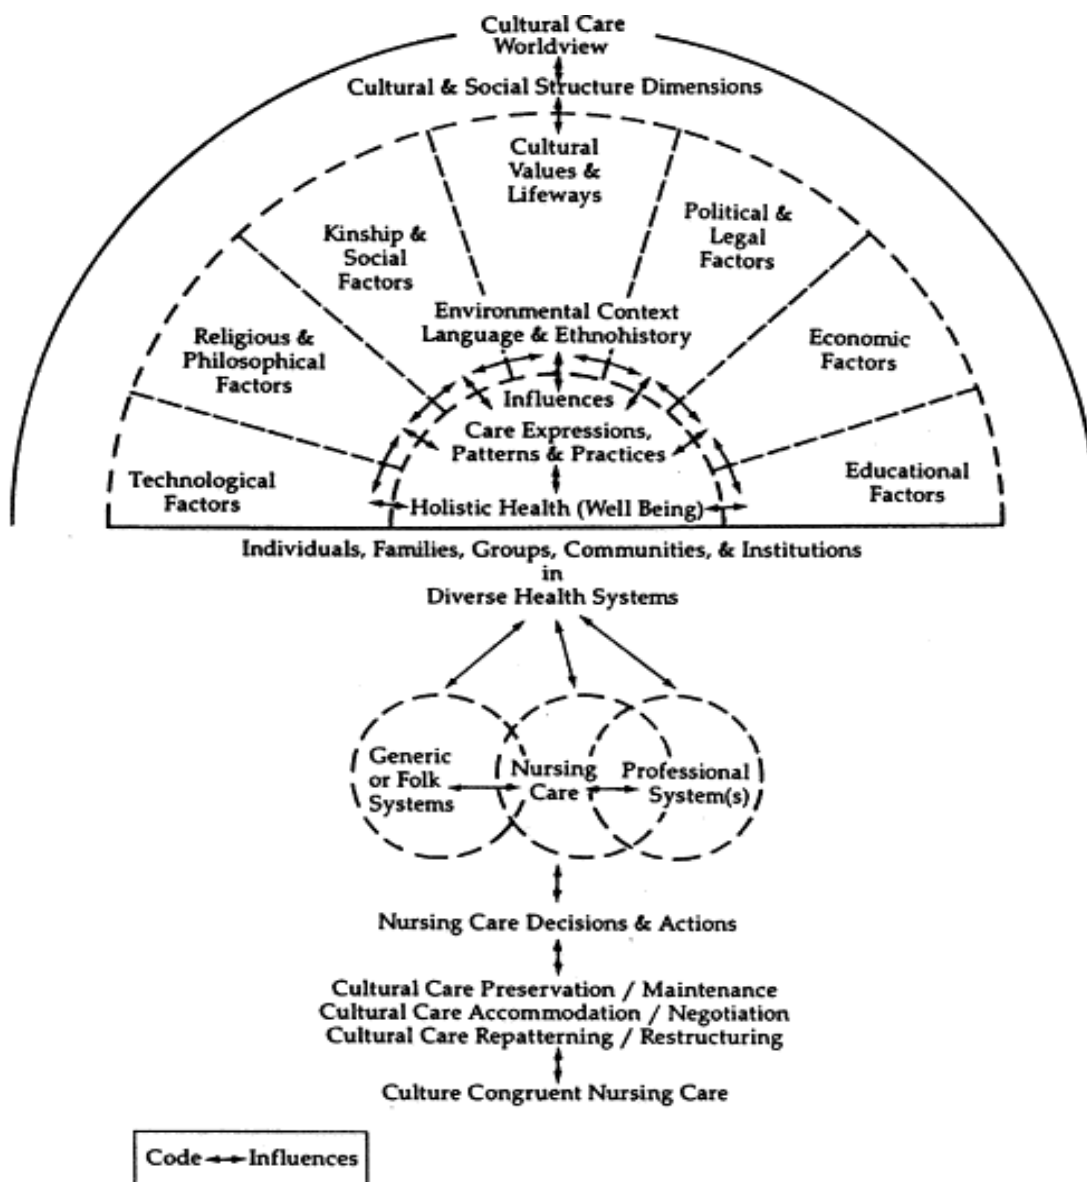 Cultural Care
Worldview
Cultural & Social Structure Dimensions
Cultural
Values &
Lifeways
Kinship &
Social
Factors
Political &
Legal
Factors
Religious &
Philosophical
Factors
Economic
Factors
Technological
Factors
Educational
Factors
Environmental Context
Language & Ethnohistory
Influences
Care Expressions,
Patterns & Practices
Holistic Health (Well Being)
Individuals, Families, Groups, Communities, & Institutions
in
Diverse Health Systems
Generic
or Folk
Systems
Nursing
Care
Professional
System(s)
Nursing Care Decisions & Actions
Cultural Care Preservation / Maintenance
Cultural Care Accommodation / Negotiation
Cultural Care Repatterning / Restructuring
Culture Congruent Nursing Care
Code ↔ Influences